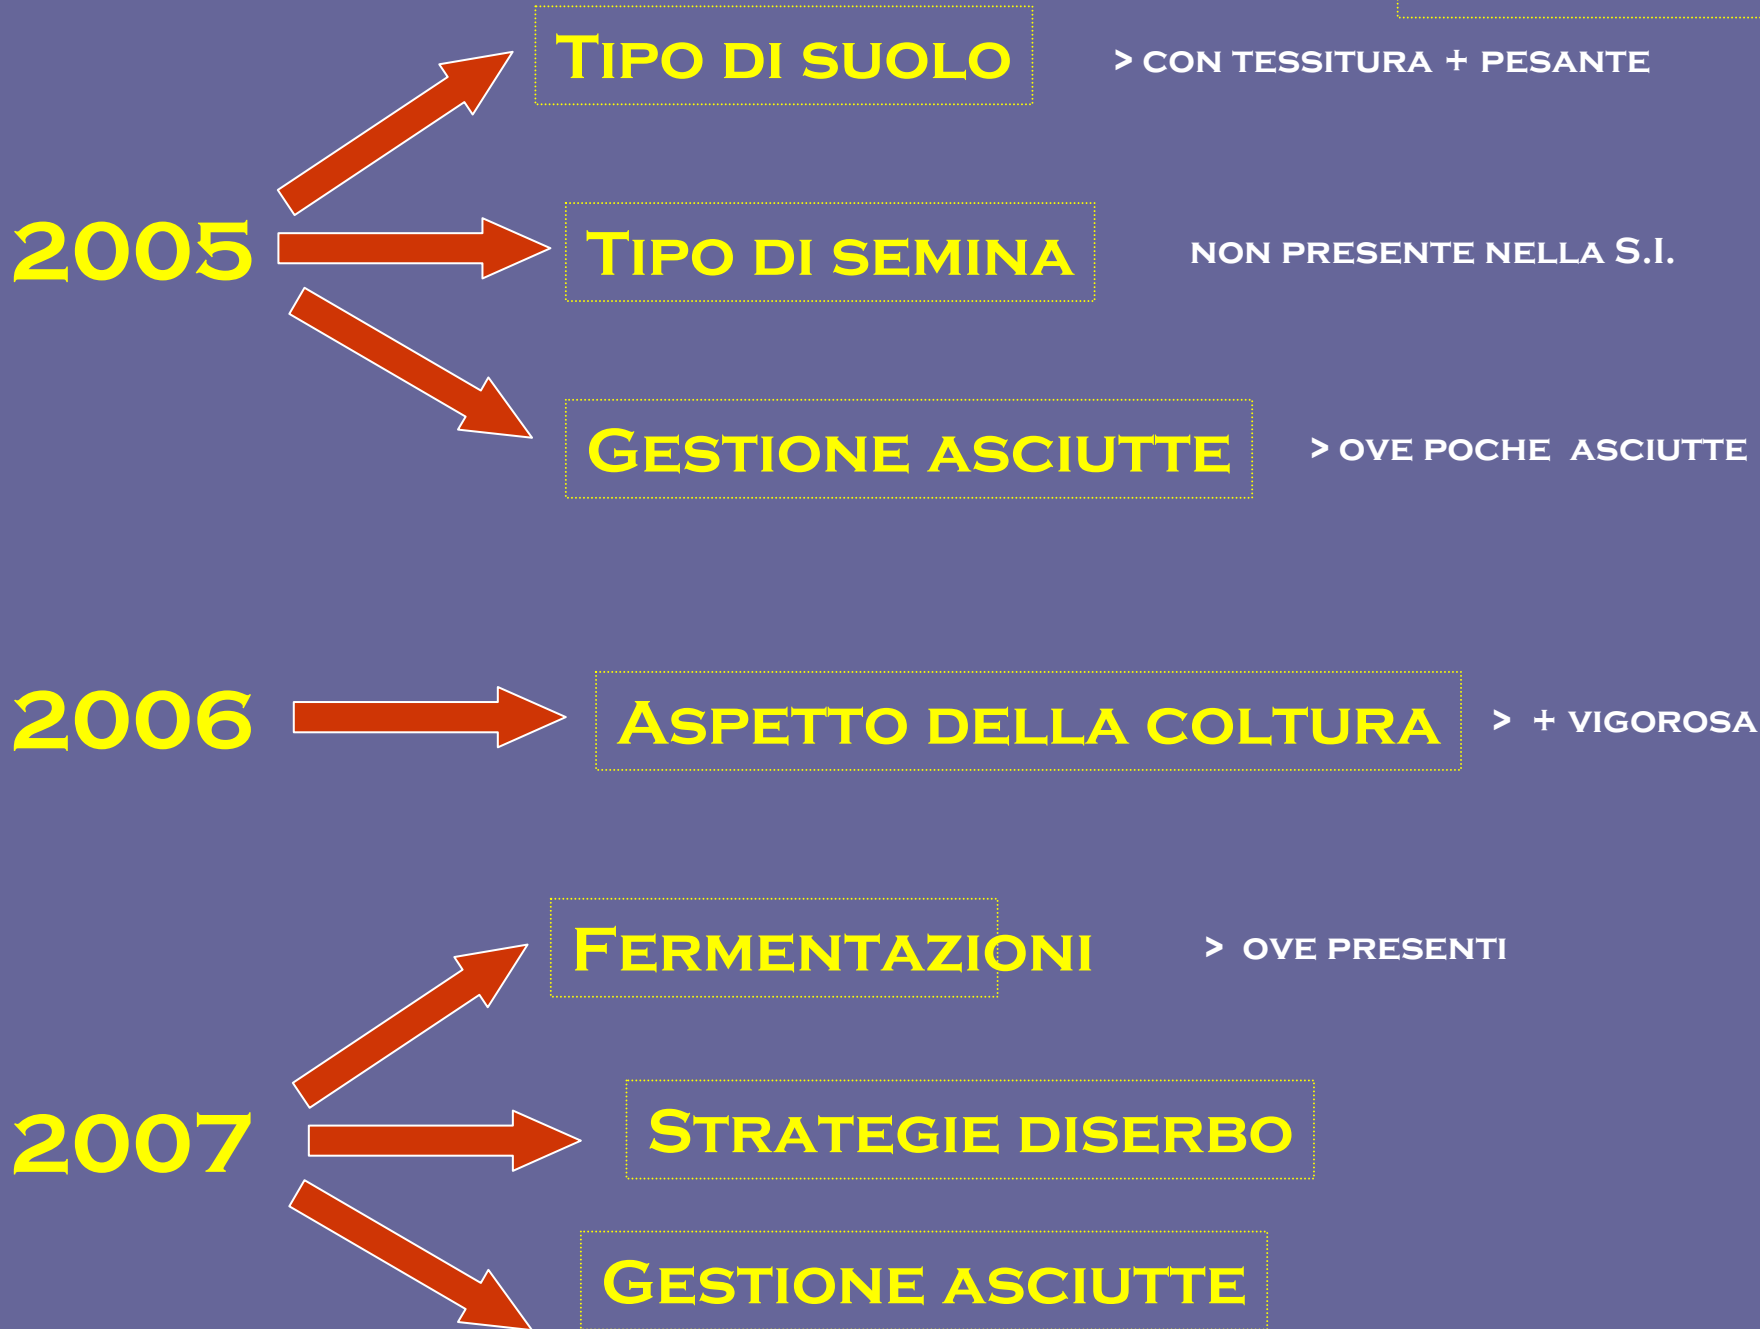 Tipo di suolo > con tessitura + pesante
2005 Tipo di semina non presente nella S.I.
Gestione asciutte > ove poche asciutte
2006 Aspetto della coltura > + vigorosa
Fermentazioni > ove presenti
2007 Strategie diserbo
Gestione asciutte